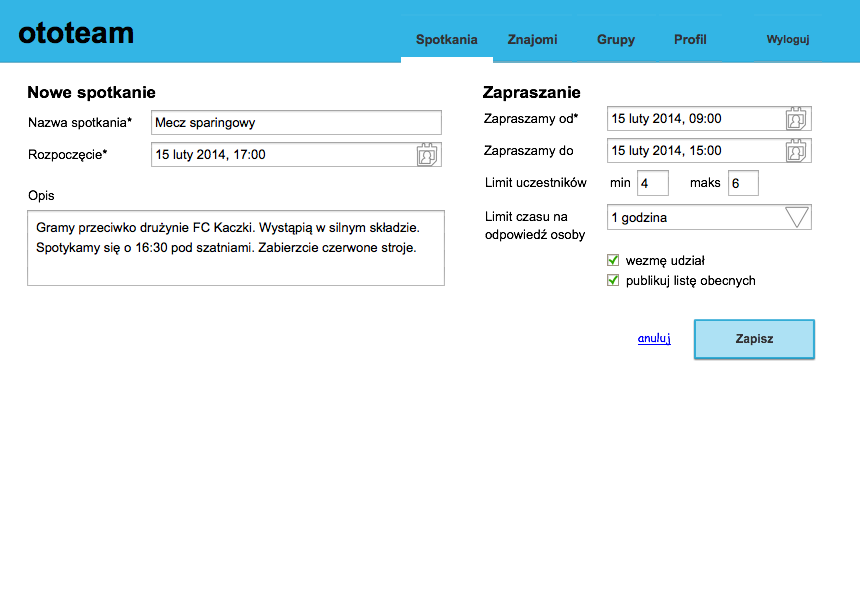 ototeam
Spotkania Znajomi Grupy Profil Wyloguj
Nowe spotkanie
Nazwa spotkania* Mecz sparingowy
Rozpoczęcie* 15 luty 2014, 17:00
Opis
Gramy przeciwko drużynie FC Kaczki. Wystąpią w silnym składzie.
Spotykamy się o 16:30 pod szatniami. Zabierzcie czerwone stroje.
Zapraszanie
Zapraszamy od* 15 luty 2014, 09:00
Zapraszamy do 15 luty 2014, 15:00
Limit uczestników min 4 maks 6
Limit czasu na
odpowiedź osoby
1 godzina
wezmę udział
publikuj listę obecnych
anuluj Zapisz